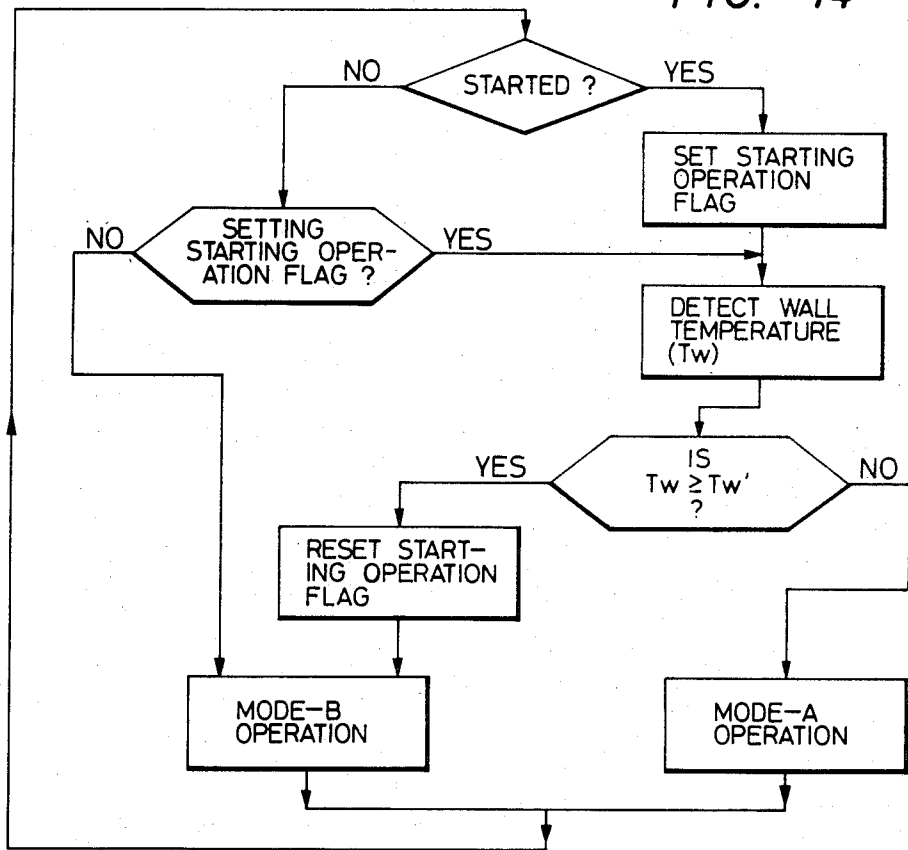 FIG. 14
STARTED ?
NO
YES
SET STARTING
OPERATION
FLAG
SETTING
STARTING OPER-
ATION FLAG ?
NO
YES
DETECT WALL
TEMPERATURE
(Tw)
IS
Tw ≧ Tw'
?
YES
NO
RESET START-
ING OPERATION
FLAG
MODE-B
OPERATION
MODE-A
OPERATION